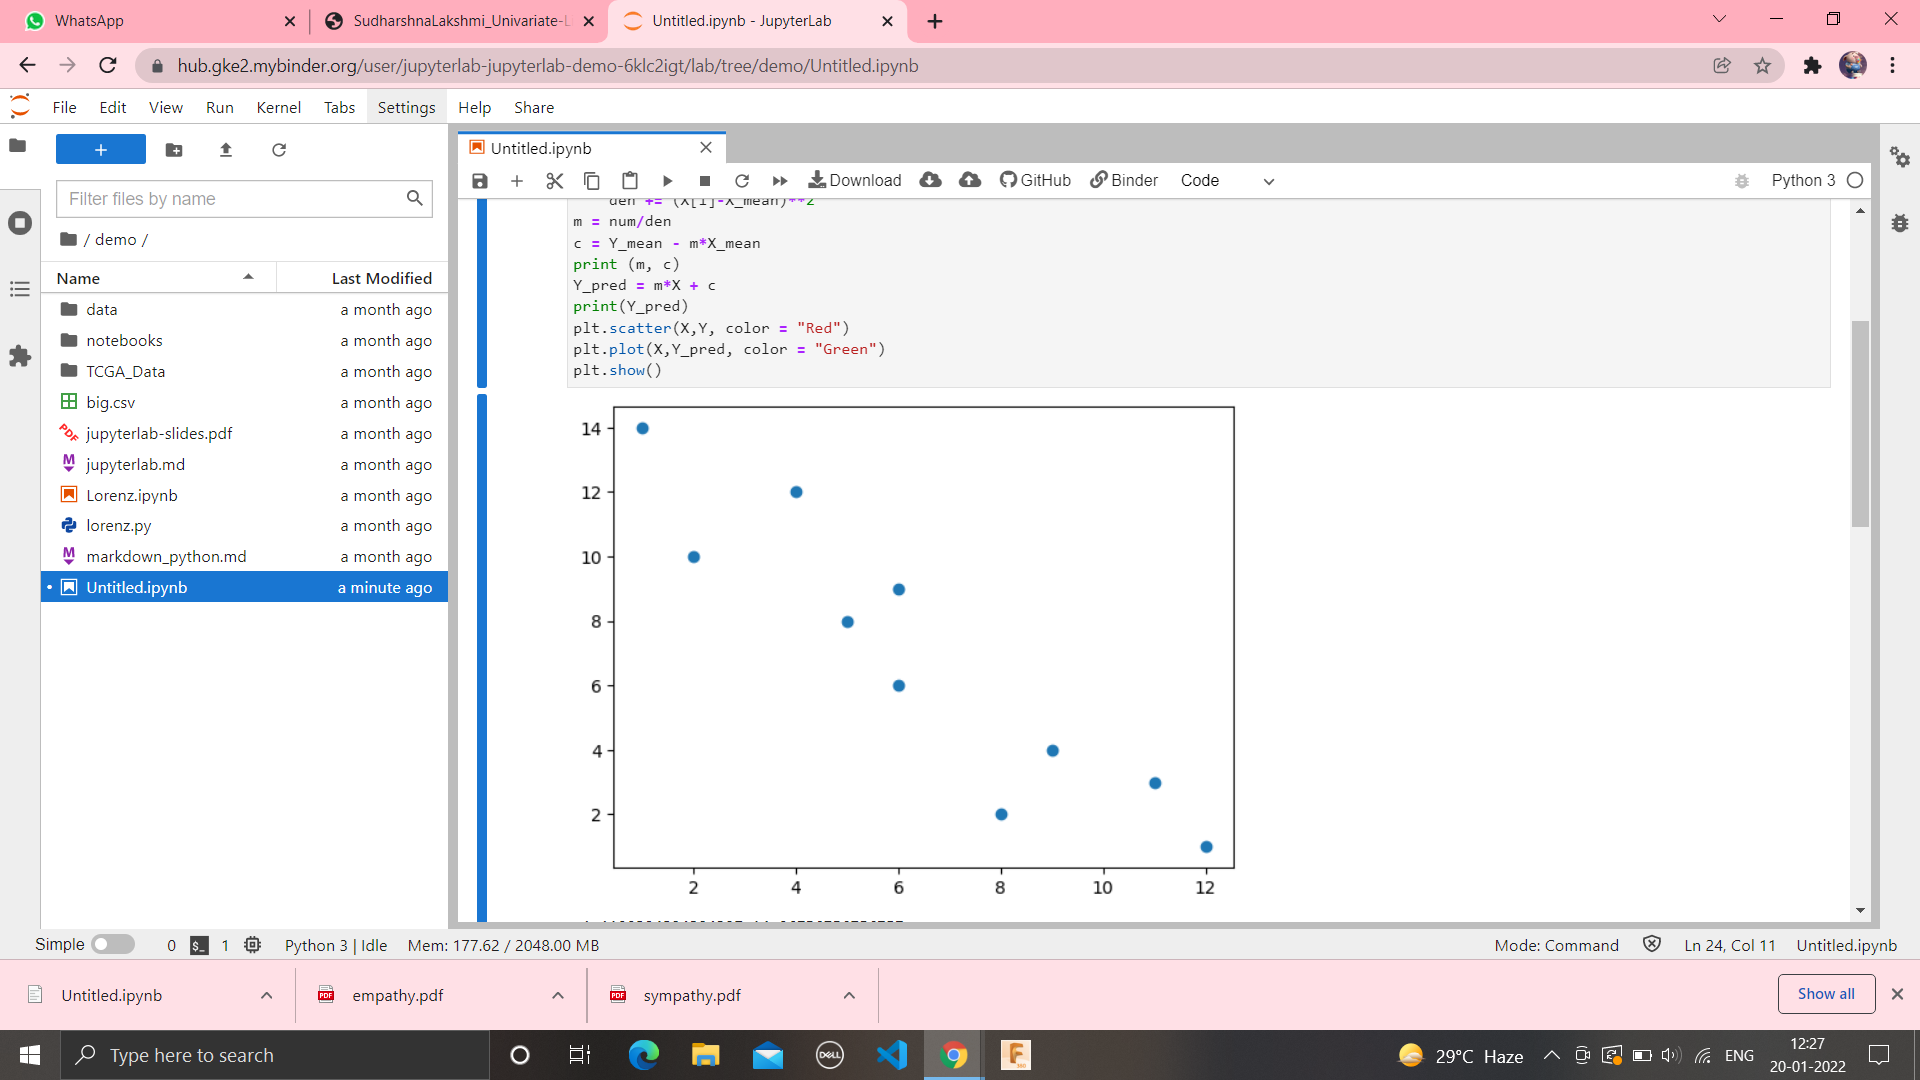 WhatsApp
SudharshnaLakshmi_Univariate-L
Untitled.ipynb - JupyterLab
hub.gke2.mybinder.org/user/jupyterlab-jupyterlab-demo-6klc2igt/lab/tree/demo/Untitled.ipynb
File Edit View Run Kernel Tabs Settings Help Share
Untitled.ipynb
Download GitHub Binder Code Python 3
Filter files by name
/ demo /
Name Last Modified
data a month ago
notebooks a month ago
TCGA_Data a month ago
big.csv a month ago
jupyterlab-slides.pdf a month ago
jupyterlab.md a month ago
Lorenz.ipynb a month ago
lorenz.py a month ago
markdown_python.md a month ago
Untitled.ipynb a minute ago
den += (X[i]-X_mean)**2
m = num/den
c = Y_mean - m*X_mean
print (m, c)
Y_pred = m*X + c
print(Y_pred)
plt.scatter(X,Y, color = "Red")
plt.plot(X,Y_pred, color = "Green")
plt.show()
14
12
10
8
6
4
2
2 4 6 8 10 12
Simple 0 $_ 1 Python 3 | Idle Mem: 177.62 / 2048.00 MB Mode: Command Ln 24, Col 11 Untitled.ipynb
Untitled.ipynb
PDF empathy.pdf
PDF sympathy.pdf
Show all
Type here to search
DELL
29°C Haze
ENG
12:27
20-01-2022